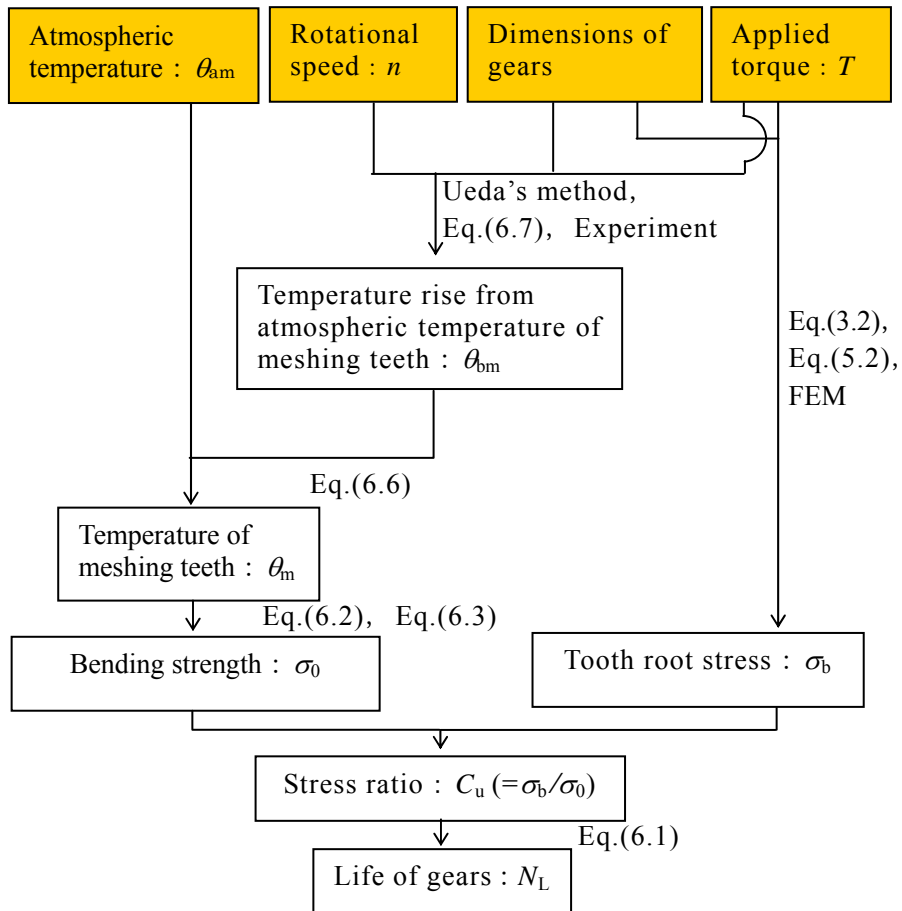 Atmospheric
temperature : θam
Rotational
speed : n
Dimensions of
gears
Applied
torque : T
Ueda's method,
Eq.(6.7), Experiment
Temperature rise from
atmospheric temperature of
meshing teeth : θbm
Eq.(3.2),
Eq.(5.2),
FEM
Eq.(6.6)
Temperature of
meshing teeth : θm
Eq.(6.2), Eq.(6.3)
Bending strength : σ0
Tooth root stress : σb
Stress ratio : Cu (=σb/σ0)
Eq.(6.1)
Life of gears : NL